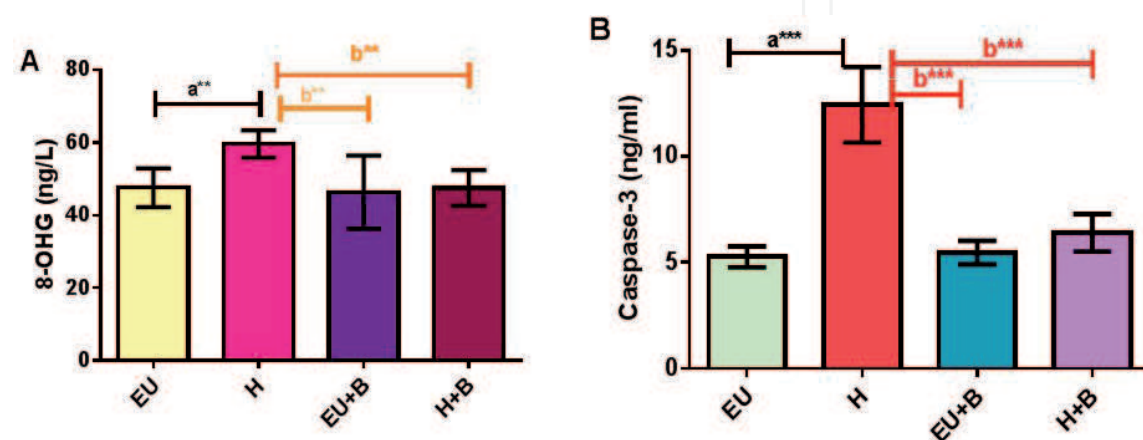 A
8-OHG (ng/L)
80
60
40
20
0
a**
b**
b**
EU
H
EU+B
H+B
B
Caspase-3 (ng/ml)
15
10
5
0
a***
b***
b***
EU
H
EU+B
H+B